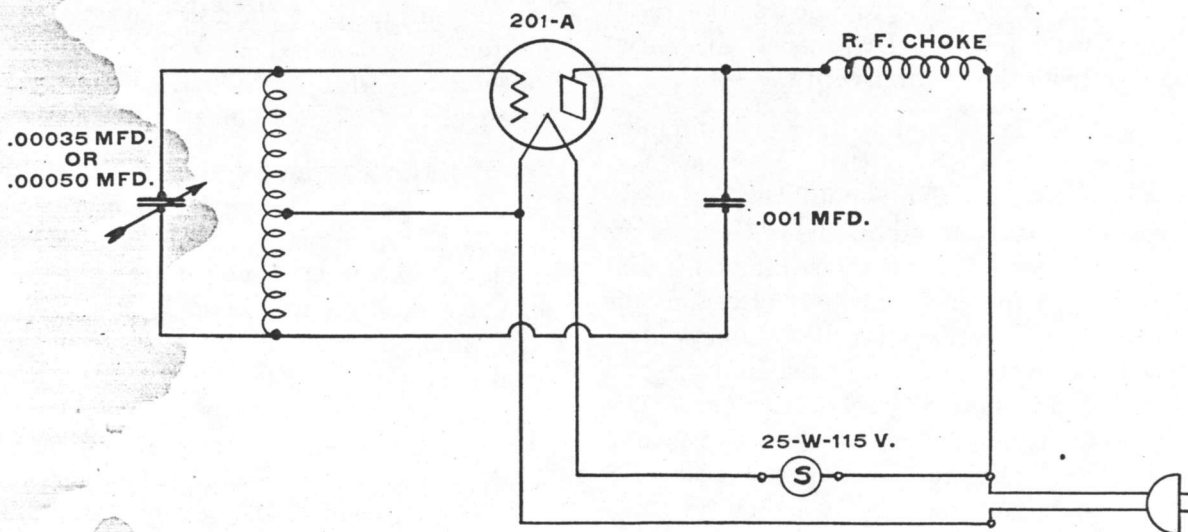 201-A
R. F. CHOKE
.00035 MFD.
OR
.00050 MFD.
.001 MFD.
25-W-115 V.
S